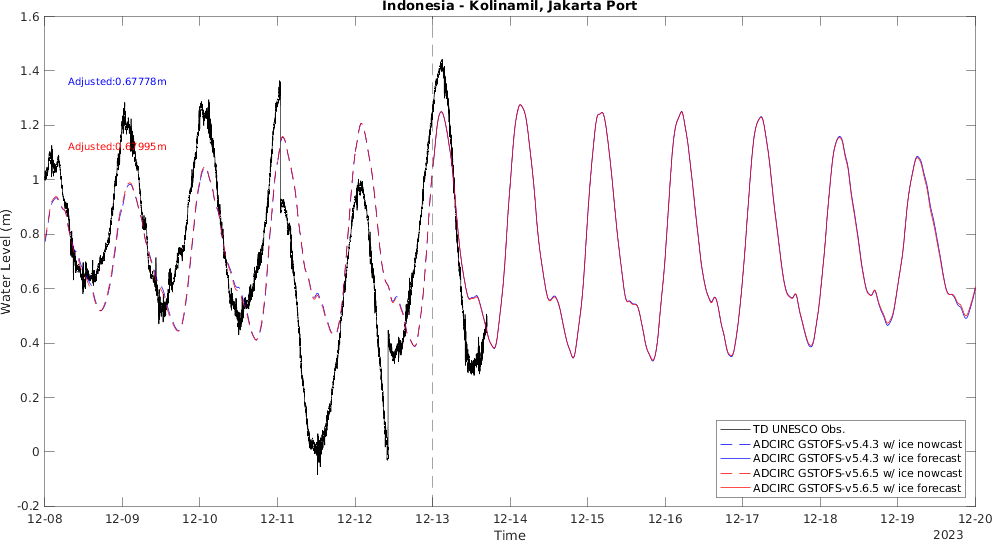 Indonesia - Kolinamil, Jakarta Port
1.6
1.4
1.2
1
0.8
0.6
0.4
0.2
0
-0.2
Water Level (m)
Adjusted:0.67778m
Adjusted:0.67995m
TD UNESCO Obs.
ADCIRC GSTOFS-v5.4.3 w/ ice nowcast
ADCIRC GSTOFS-v5.4.3 w/ ice forecast
ADCIRC GSTOFS-v5.6.5 w/ ice nowcast
ADCIRC GSTOFS-v5.6.5 w/ ice forecast
12-08 12-09 12-10 12-11 12-12 12-13 12-14 12-15 12-16 12-17 12-18 12-19 12-20
Time
2023